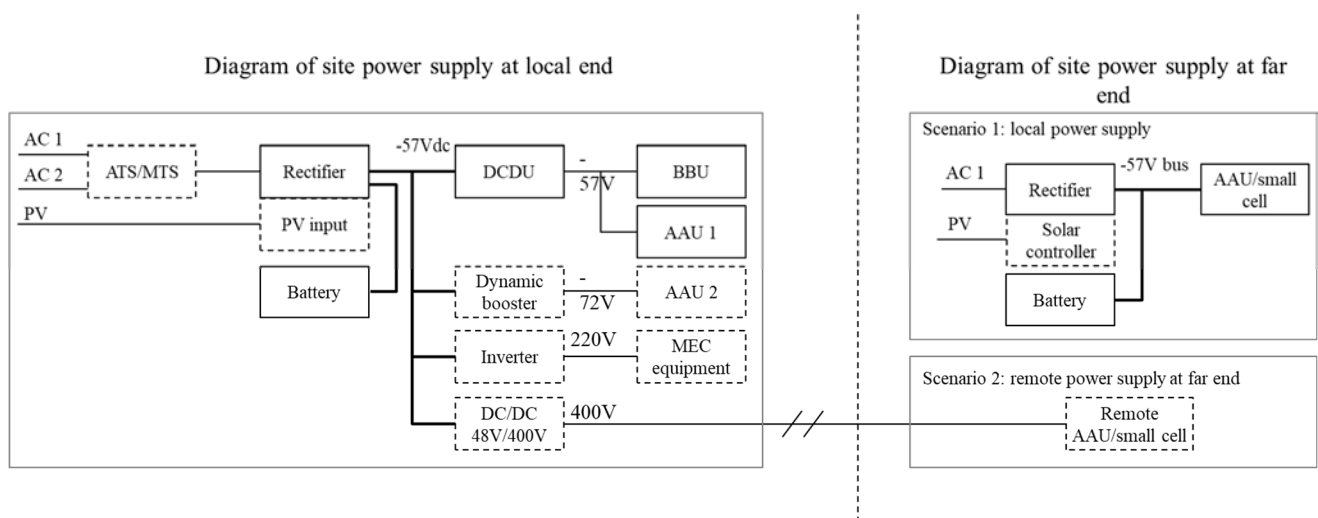 Diagram of site power supply at local end
AC 1
AC 2
PV
ATS/MTS
Rectifier
PV input
Battery
-57Vdc
DCDU
-
57V
BBU
AAU 1
Dynamic
booster
-
72V
AAU 2
Inverter
220V
MEC
equipment
DC/DC
48V/400V
400V
Diagram of site power supply at far
end
Scenario 1: local power supply
AC 1
PV
Rectifier
Solar
controller
Battery
-57V bus
AAU/small
cell
Scenario 2: remote power supply at far end
Remote
AAU/small cell